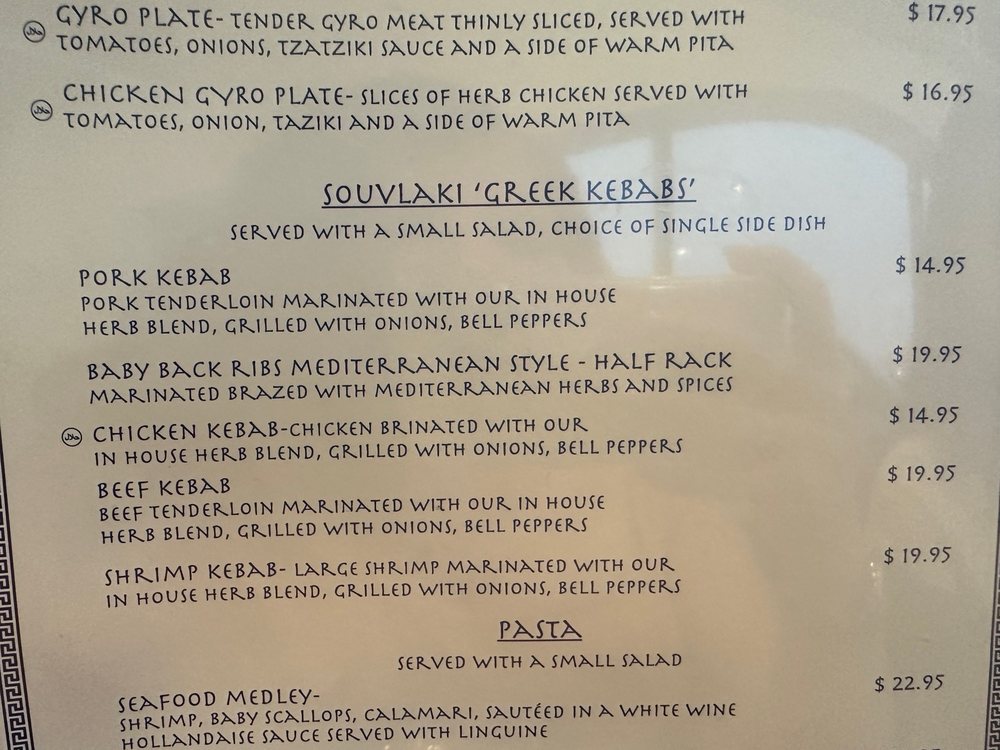 GYRO PLATE- TENDER GYRO MEAT THINLY SLICED, SERVED WITH $ 17.95
TOMATOES, ONIONS, TZATZIKI SAUCE AND A SIDE OF WARM PITA
CHICKEN GYRO PLATE- SLICES OF HERB CHICKEN SERVED WITH $ 16.95
TOMATOES, ONION, TAZIKI AND A SIDE OF WARM PITA
SOUVLAKI 'GREEK KEBABS'
SERVED WITH A SMALL SALAD, CHOICE OF SINGLE SIDE DISH
PORK KEBAB $ 14.95
PORK TENDERLOIN MARINATED WITH OUR IN HOUSE
HERB BLEND, GRILLED WITH ONIONS, BELL PEPPERS
BABY BACK RIBS MEDITERRANEAN STYLE - HALF RACK $ 19.95
MARINATED BRAZED WITH MEDITERRANEAN HERBS AND SPICES
CHICKEN KEBAB-CHICKEN BRINATED WITH OUR $ 14.95
IN HOUSE HERB BLEND, GRILLED WITH ONIONS, BELL PEPPERS
BEEF KEBAB $ 19.95
BEEF TENDERLOIN MARINATED WITH OUR IN HOUSE
HERB BLEND, GRILLED WITH ONIONS, BELL PEPPERS
SHRIMP KEBAB- LARGE SHRIMP MARINATED WITH OUR $ 19.95
IN HOUSE HERB BLEND, GRILLED WITH ONIONS, BELL PEPPERS
PASTA
SERVED WITH A SMALL SALAD
SEAFOOD MEDLEY- $ 22.95
SHRIMP, BABY SCALLOPS, CALAMARI, SAUTÉED IN A WHITE WINE
HOLLANDAISE SAUCE SERVED WITH LINGUINE